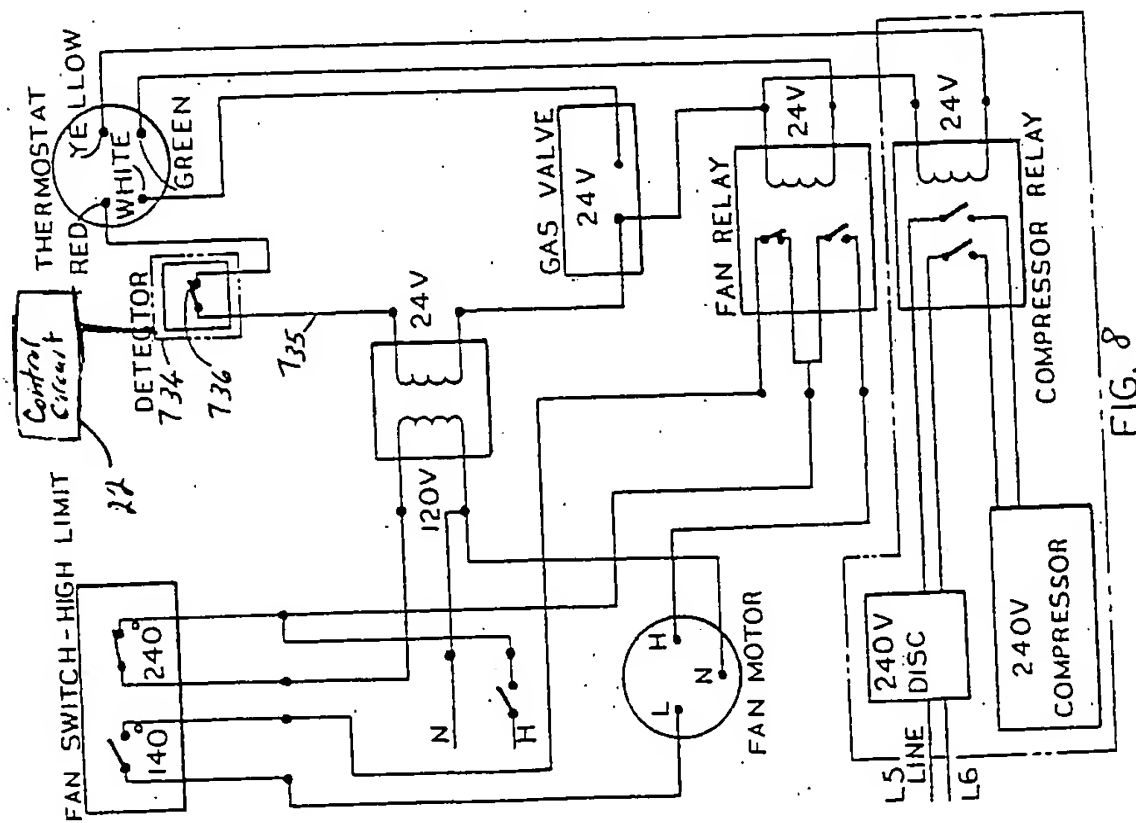 Control
Circuit
22
THERMOSTAT
RED
YELLOW
WHITE
GREEN
DETECTOR
734
736
735
FAN SWITCH-HIGH LIMIT
140°
240°
24V
120V
N
H
GAS VALVE
24V
FAN RELAY
24V
L
H
N
FAN MOTOR
24V
COMPRESSOR RELAY
240V
DISC
240V
COMPRESSOR
L5
LINE
L6
FIG. 8